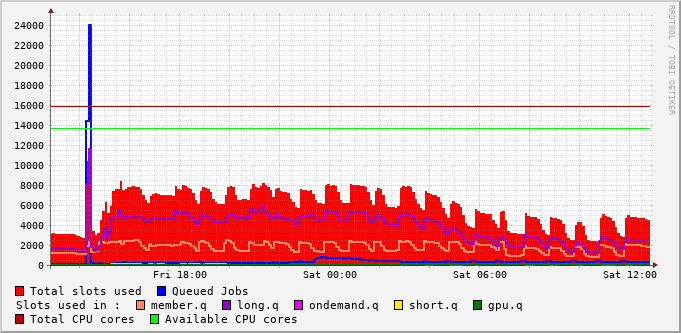 24000
22000
20000
18000
16000
14000
12000
10000
8000
6000
4000
2000
0
Fri 18:00 Sat 00:00 Sat 06:00 Sat 12:00
RRDTOOL / TOBI OETIKER
Total slots used Queued Jobs
Slots used in : member.q long.q ondemand.q short.q gpu.q
Total CPU cores Available CPU cores